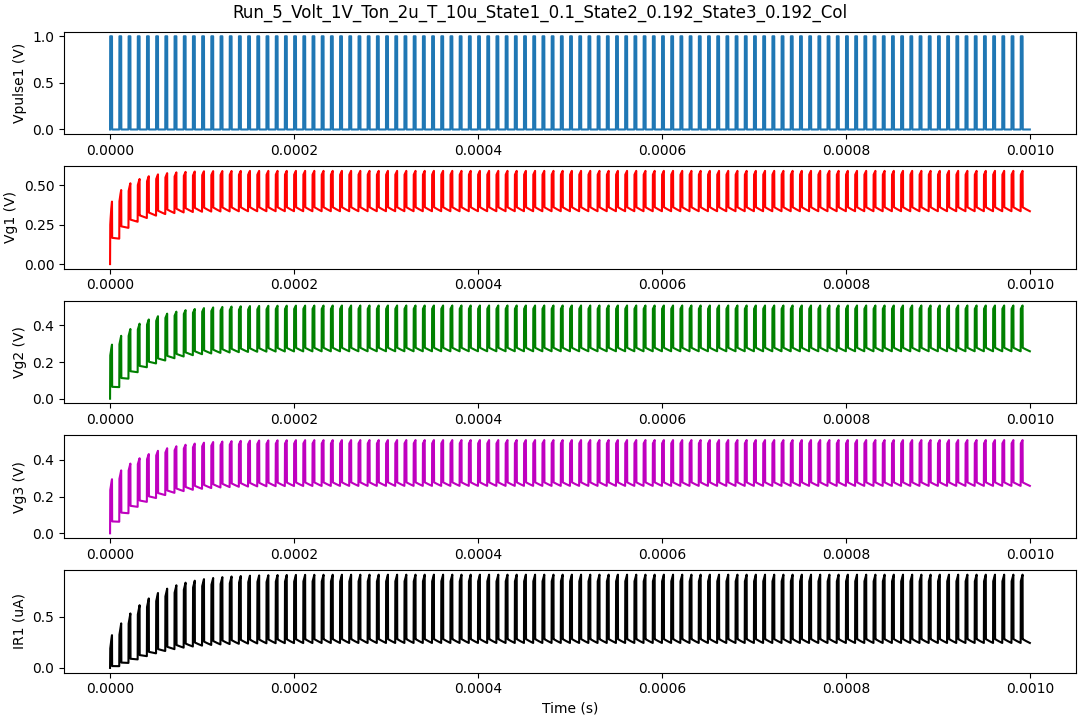 Run_5_Volt_1V_Ton_2u_T_10u_State1_0.1_State2_0.192_State3_0.192_Col
Vpulse1 (V)
1.0
0.5
0.0
0.0000 0.0002 0.0004 0.0006 0.0008 0.0010
Vg1 (V)
0.50
0.25
0.00
0.0000 0.0002 0.0004 0.0006 0.0008 0.0010
Vg2 (V)
0.4
0.2
0.0
0.0000 0.0002 0.0004 0.0006 0.0008 0.0010
Vg3 (V)
0.4
0.2
0.0
0.0000 0.0002 0.0004 0.0006 0.0008 0.0010
IR1 (uA)
0.5
0.0
0.0000 0.0002 0.0004 0.0006 0.0008 0.0010
Time (s)